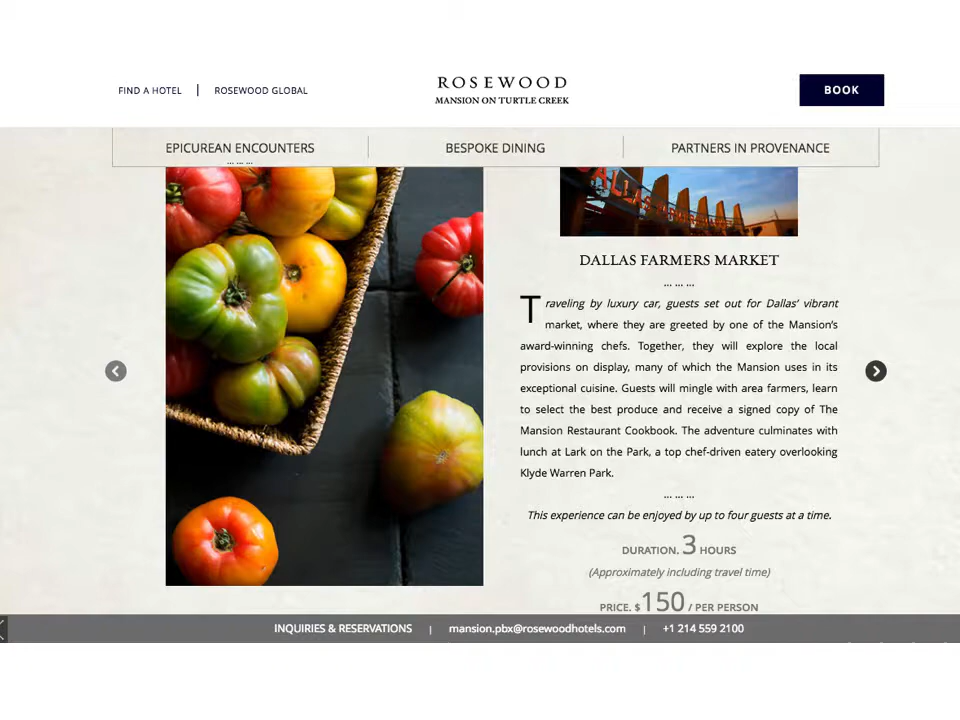 ROSEWOOD
MANSION ON TURTLE CREEK
FIND A HOTEL | ROSEWOOD GLOBAL
BOOK
EPICUREAN ENCOUNTERS
BESPOKE DINING
PARTNERS IN PROVENANCE
... ... ...
DALLAS FARMERS MARKET
... ... ...
Traveling by luxury car, guests set out for Dallas’ vibrant
market, where they are greeted by one of the Mansion’s
award-winning chefs. Together, they will explore the local
provisions on display, many of which the Mansion uses in its
exceptional cuisine. Guests will mingle with area farmers, learn
to select the best produce and receive a signed copy of The
Mansion Restaurant Cookbook. The adventure culminates with
lunch at Lark on the Park, a top chef-driven eatery overlooking
Klyde Warren Park.
... ... ...
This experience can be enjoyed by up to four guests at a time.
DURATION. 3 HOURS
(Approximately including travel time)
PRICE. $150 / PER PERSON
INQUIRIES & RESERVATIONS | mansion.pbx@rosewoodhotels.com | +1 214 559 2100